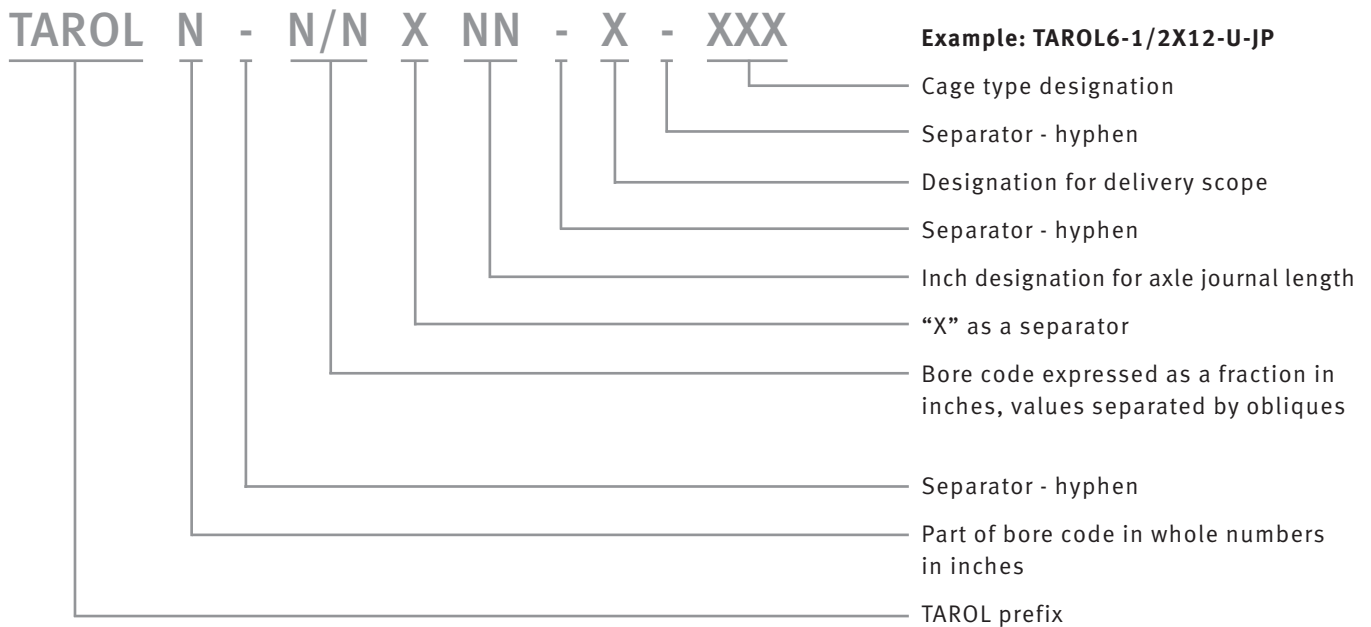 TAROL N - N/N X NN - X - XXX
Example: TAROL6-1/2X12-U-JP
Cage type designation
Separator - hyphen
Designation for delivery scope
Separator - hyphen
Inch designation for axle journal length
“X” as a separator
Bore code expressed as a fraction in
inches, values separated by obliques
Separator - hyphen
Part of bore code in whole numbers
in inches
TAROL prefix